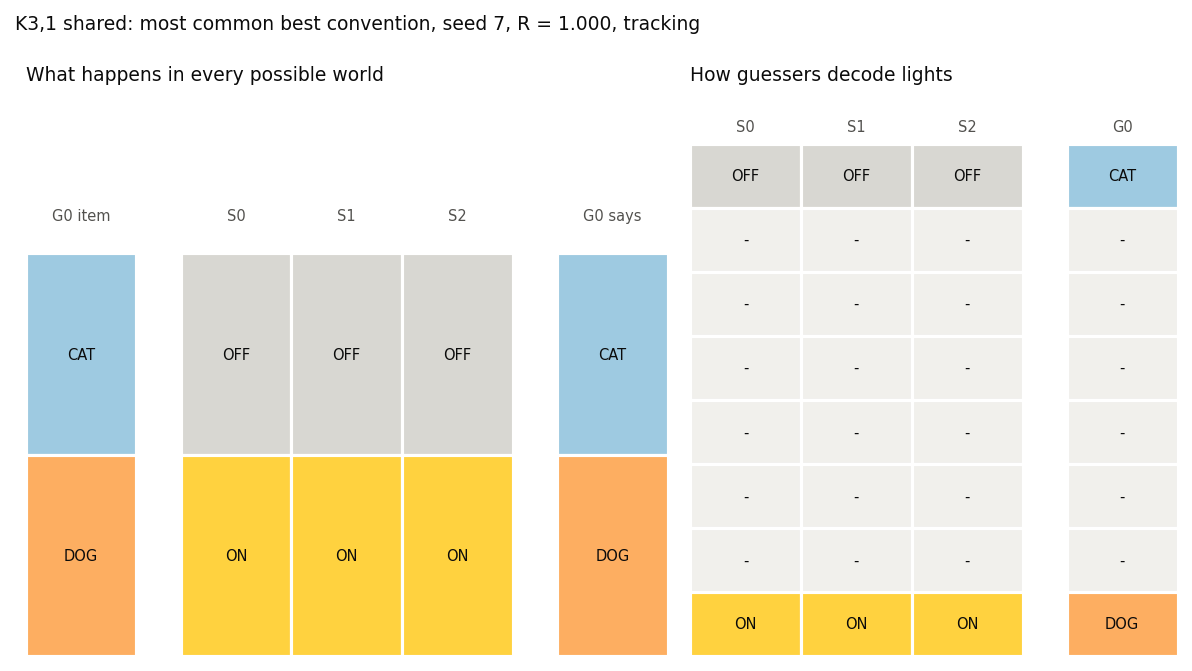 K3,1 shared: most common best convention, seed 7, R = 1.000, tracking
What happens in every possible world
G0 item S0 S1 S2 G0 says
CAT OFF OFF OFF CAT
DOG ON ON ON DOG
How guessers decode lights
S0 S1 S2 G0
OFF OFF OFF CAT
- - - -
- - - -
- - - -
- - - -
- - - -
- - - -
ON ON ON DOG